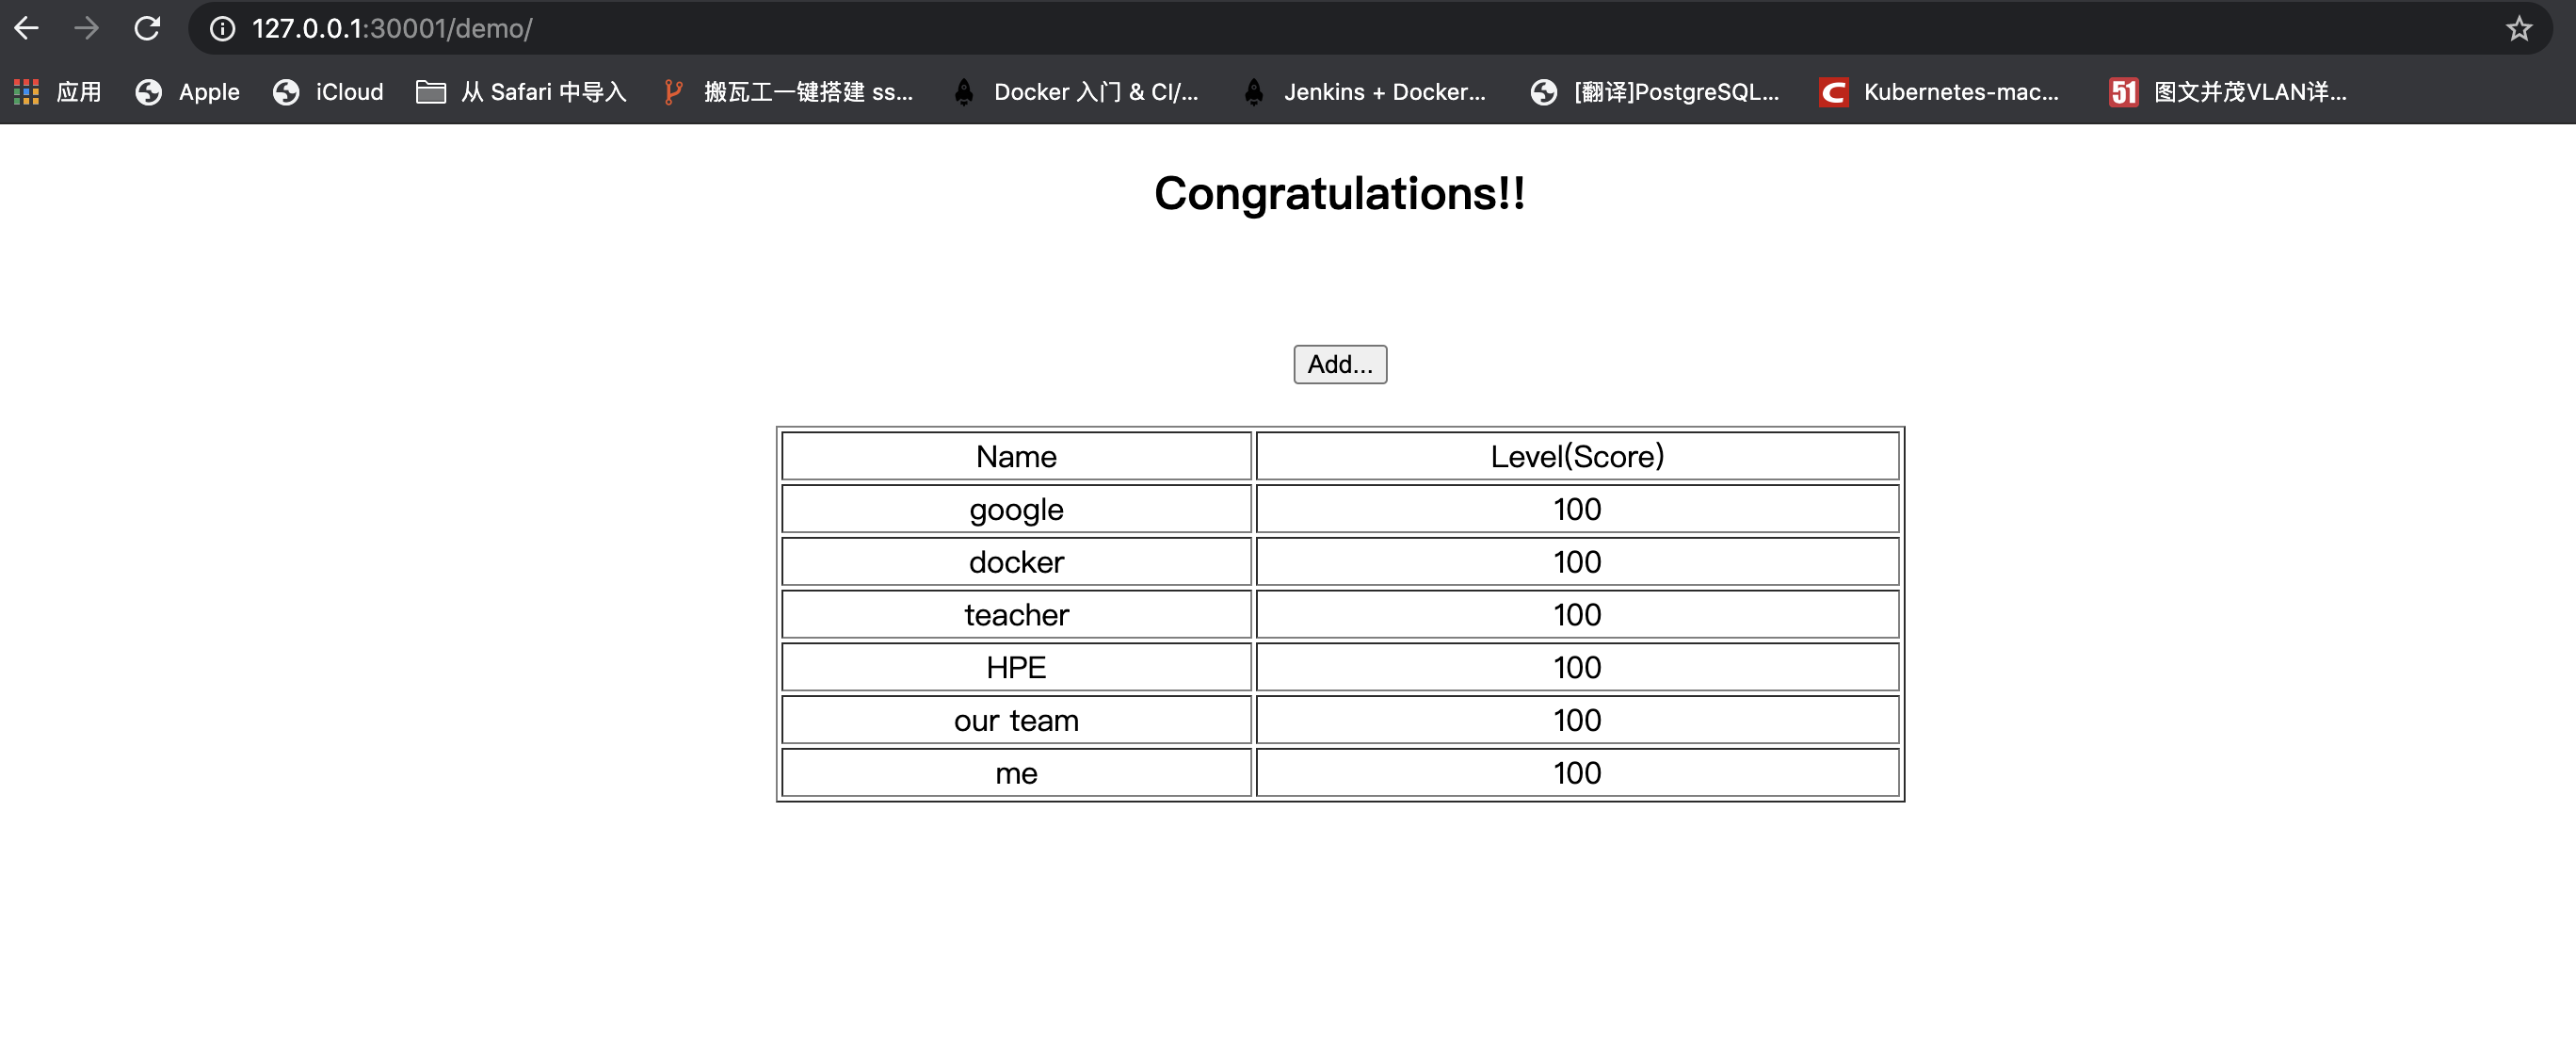 127.0.0.1:30001/demo/
应用 Apple iCloud 从 Safari 中导入 搬瓦工一键搭建 ss... Docker 入门 & CI/... Jenkins + Docker... [翻译]PostgreSQL... Kubernetes-mac... 51 图文并茂VLAN详...
Congratulations!!
Add...
Name Level(Score)
google 100
docker 100
teacher 100
HPE 100
our team 100
me 100